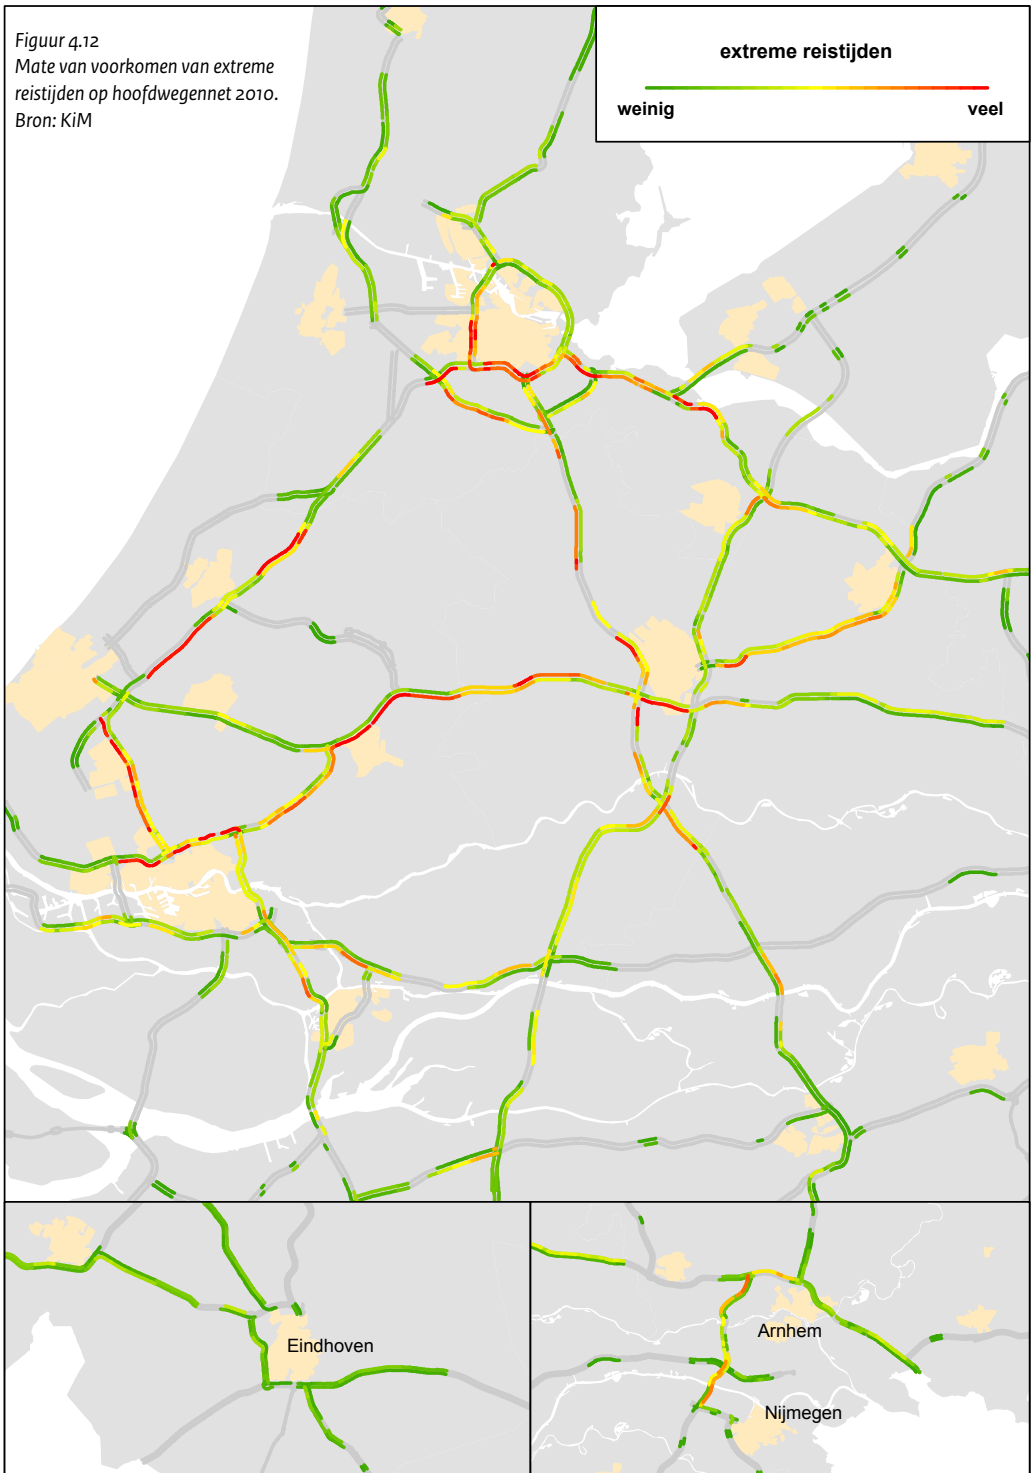 Figuur 4.12
Mate van voorkomen van extreme
reistijden op hoofdwegennet 2010.
Bron: KiM
extreme reistijden
weinig veel
Eindhoven
Arnhem
Nijmegen